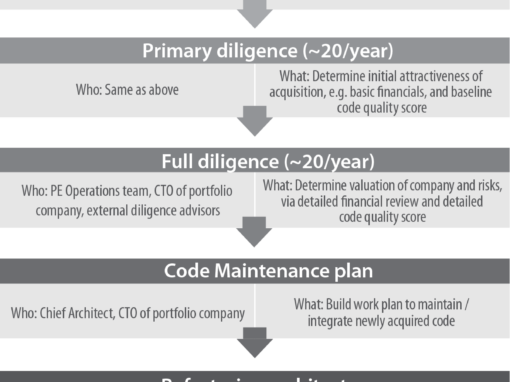 Primary diligence (~20/year)
Who: Same as above
What: Determine initial attractiveness of
acquisition, e.g. basic financials, and baseline
code quality score
Full diligence (~20/year)
Who: PE Operations team, CTO of portfolio
company, external diligence advisors
What: Determine valuation of company and risks,
via detailed financial review and detailed
code quality score
Code Maintenance plan
Who: Chief Architect, CTO of portfolio company
What: Build work plan to maintain /
integrate newly acquired code